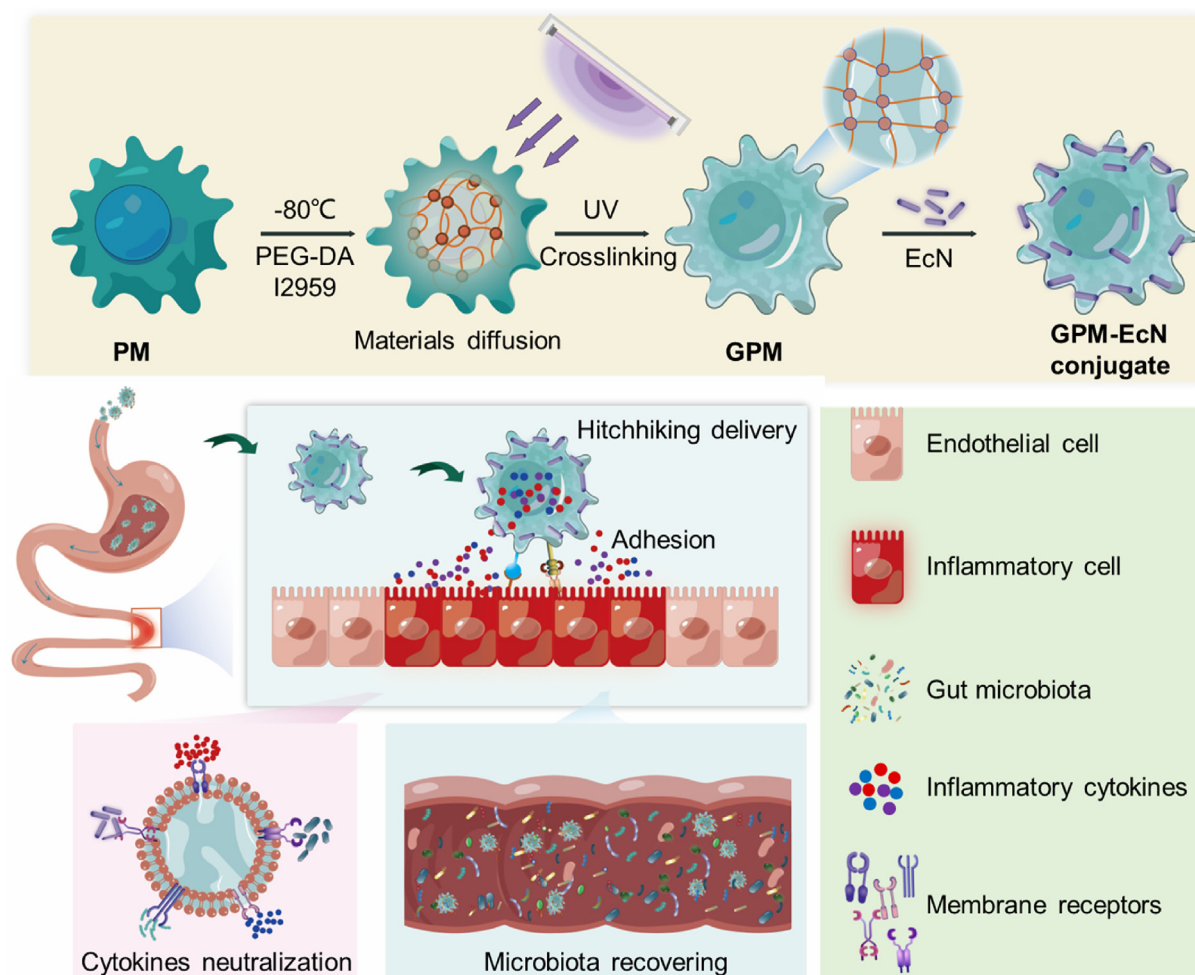 -80℃
PEG-DA
I2959
UV
Crosslinking
EcN
PM
Materials diffusion
GPM
GPM-EcN
conjugate
Hitchhiking delivery
Adhesion
Cytokines neutralization
Microbiota recovering
Endothelial cell
Inflammatory cell
Gut microbiota
Inflammatory cytokines
Membrane receptors